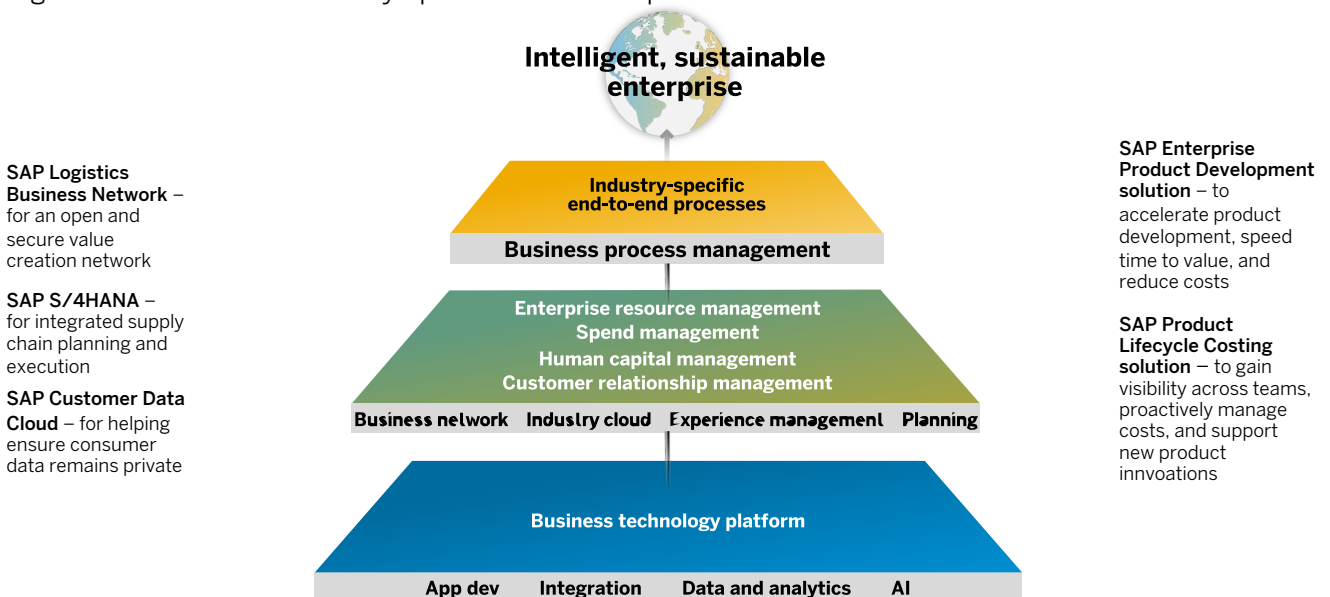 Intelligent, sustainable
enterprise
SAP Logistics
Business Network –
for an open and
secure value
creation network
SAP S/4HANA –
for integrated supply
chain planning and
execution
SAP Customer Data
Cloud – for helping
ensure consumer
data remains private
Industry-specific
end-to-end processes
Business process management
Enterprise resource management
Spend management
Human capital management
Customer relationship management
Business network Industry cloud Experience management Planning
Business technology platform
App dev Integration Data and analytics AI
SAP Enterprise
Product Development
solution – to
accelerate product
development, speed
time to value, and
reduce costs
SAP Product
Lifecycle Costing
solution – to gain
visibility across teams,
proactively manage
costs, and support
new product
innvoations